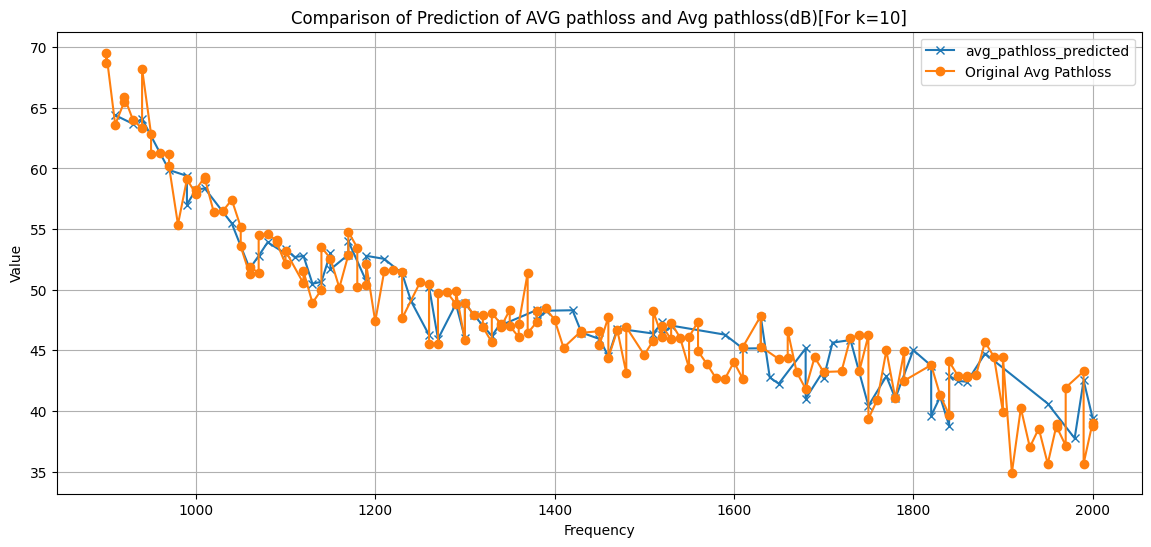 Comparison of Prediction of AVG pathloss and Avg pathloss(dB)[For k=10]
avg_pathloss_predicted
Original Avg Pathloss
70
65
60
55
50
45
40
35
Value
1000 1200 1400 1600 1800 2000
Frequency